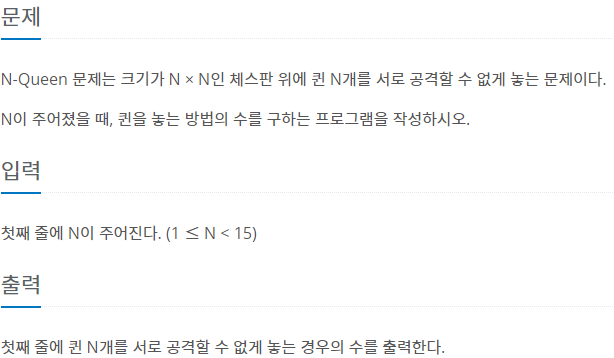 문제
N-Queen 문제는 크기가 N × N인 체스판 위에 퀸 N개를 서로 공격할 수 없게 놓는 문제이다.
N이 주어졌을 때, 퀸을 놓는 방법의 수를 구하는 프로그램을 작성하시오.
입력
첫째 줄에 N이 주어진다. (1 ≤ N < 15)
출력
첫째 줄에 퀸 N개를 서로 공격할 수 없게 놓는 경우의 수를 출력한다.